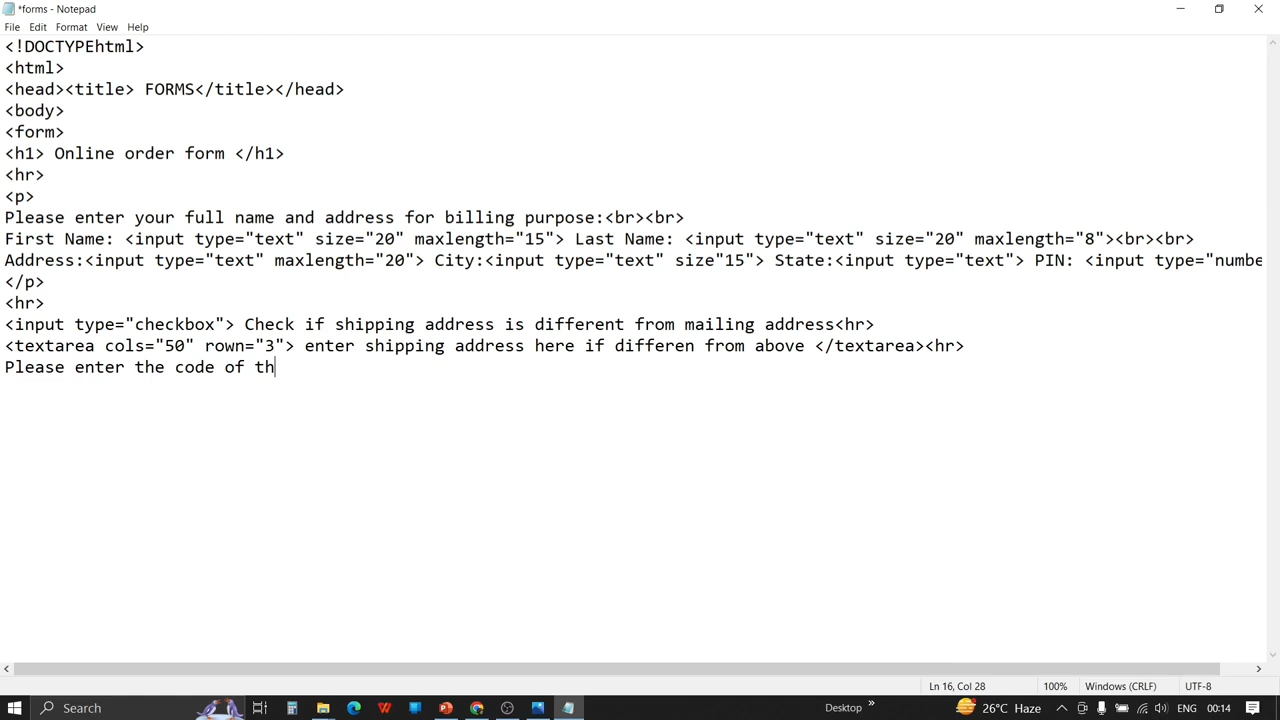 *forms - Notepad
File Edit Format View Help
<!DOCTYPEhtml>
<html>
<head><title> FORMS</title></head>
<body>
<form>
<h1> Online order form </h1>
<hr>
<p>
Please enter your full name and address for billing purpose:<br><br>
First Name: <input type="text" size="20" maxlength="15"> Last Name: <input type="text" size="20" maxlength="8"><br><br>
Address:<input type="text" maxlength="20"> City:<input type="text" size"15"> State:<input type="text"> PIN: <input type="numbe
</p>
<hr>
<input type="checkbox"> Check if shipping address is different from mailing address<hr>
<textarea cols="50" rown="3"> enter shipping address here if differen from above </textarea><hr>
Please enter the code of th
Ln 16, Col 28 100% Windows (CRLF) UTF-8
Search Desktop » 26°C Haze ENG 00:14